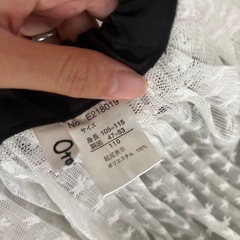 No. E218019
サイズ
身長 105-115
胸囲 47-53
110
組成表示
ポリエステル 100%